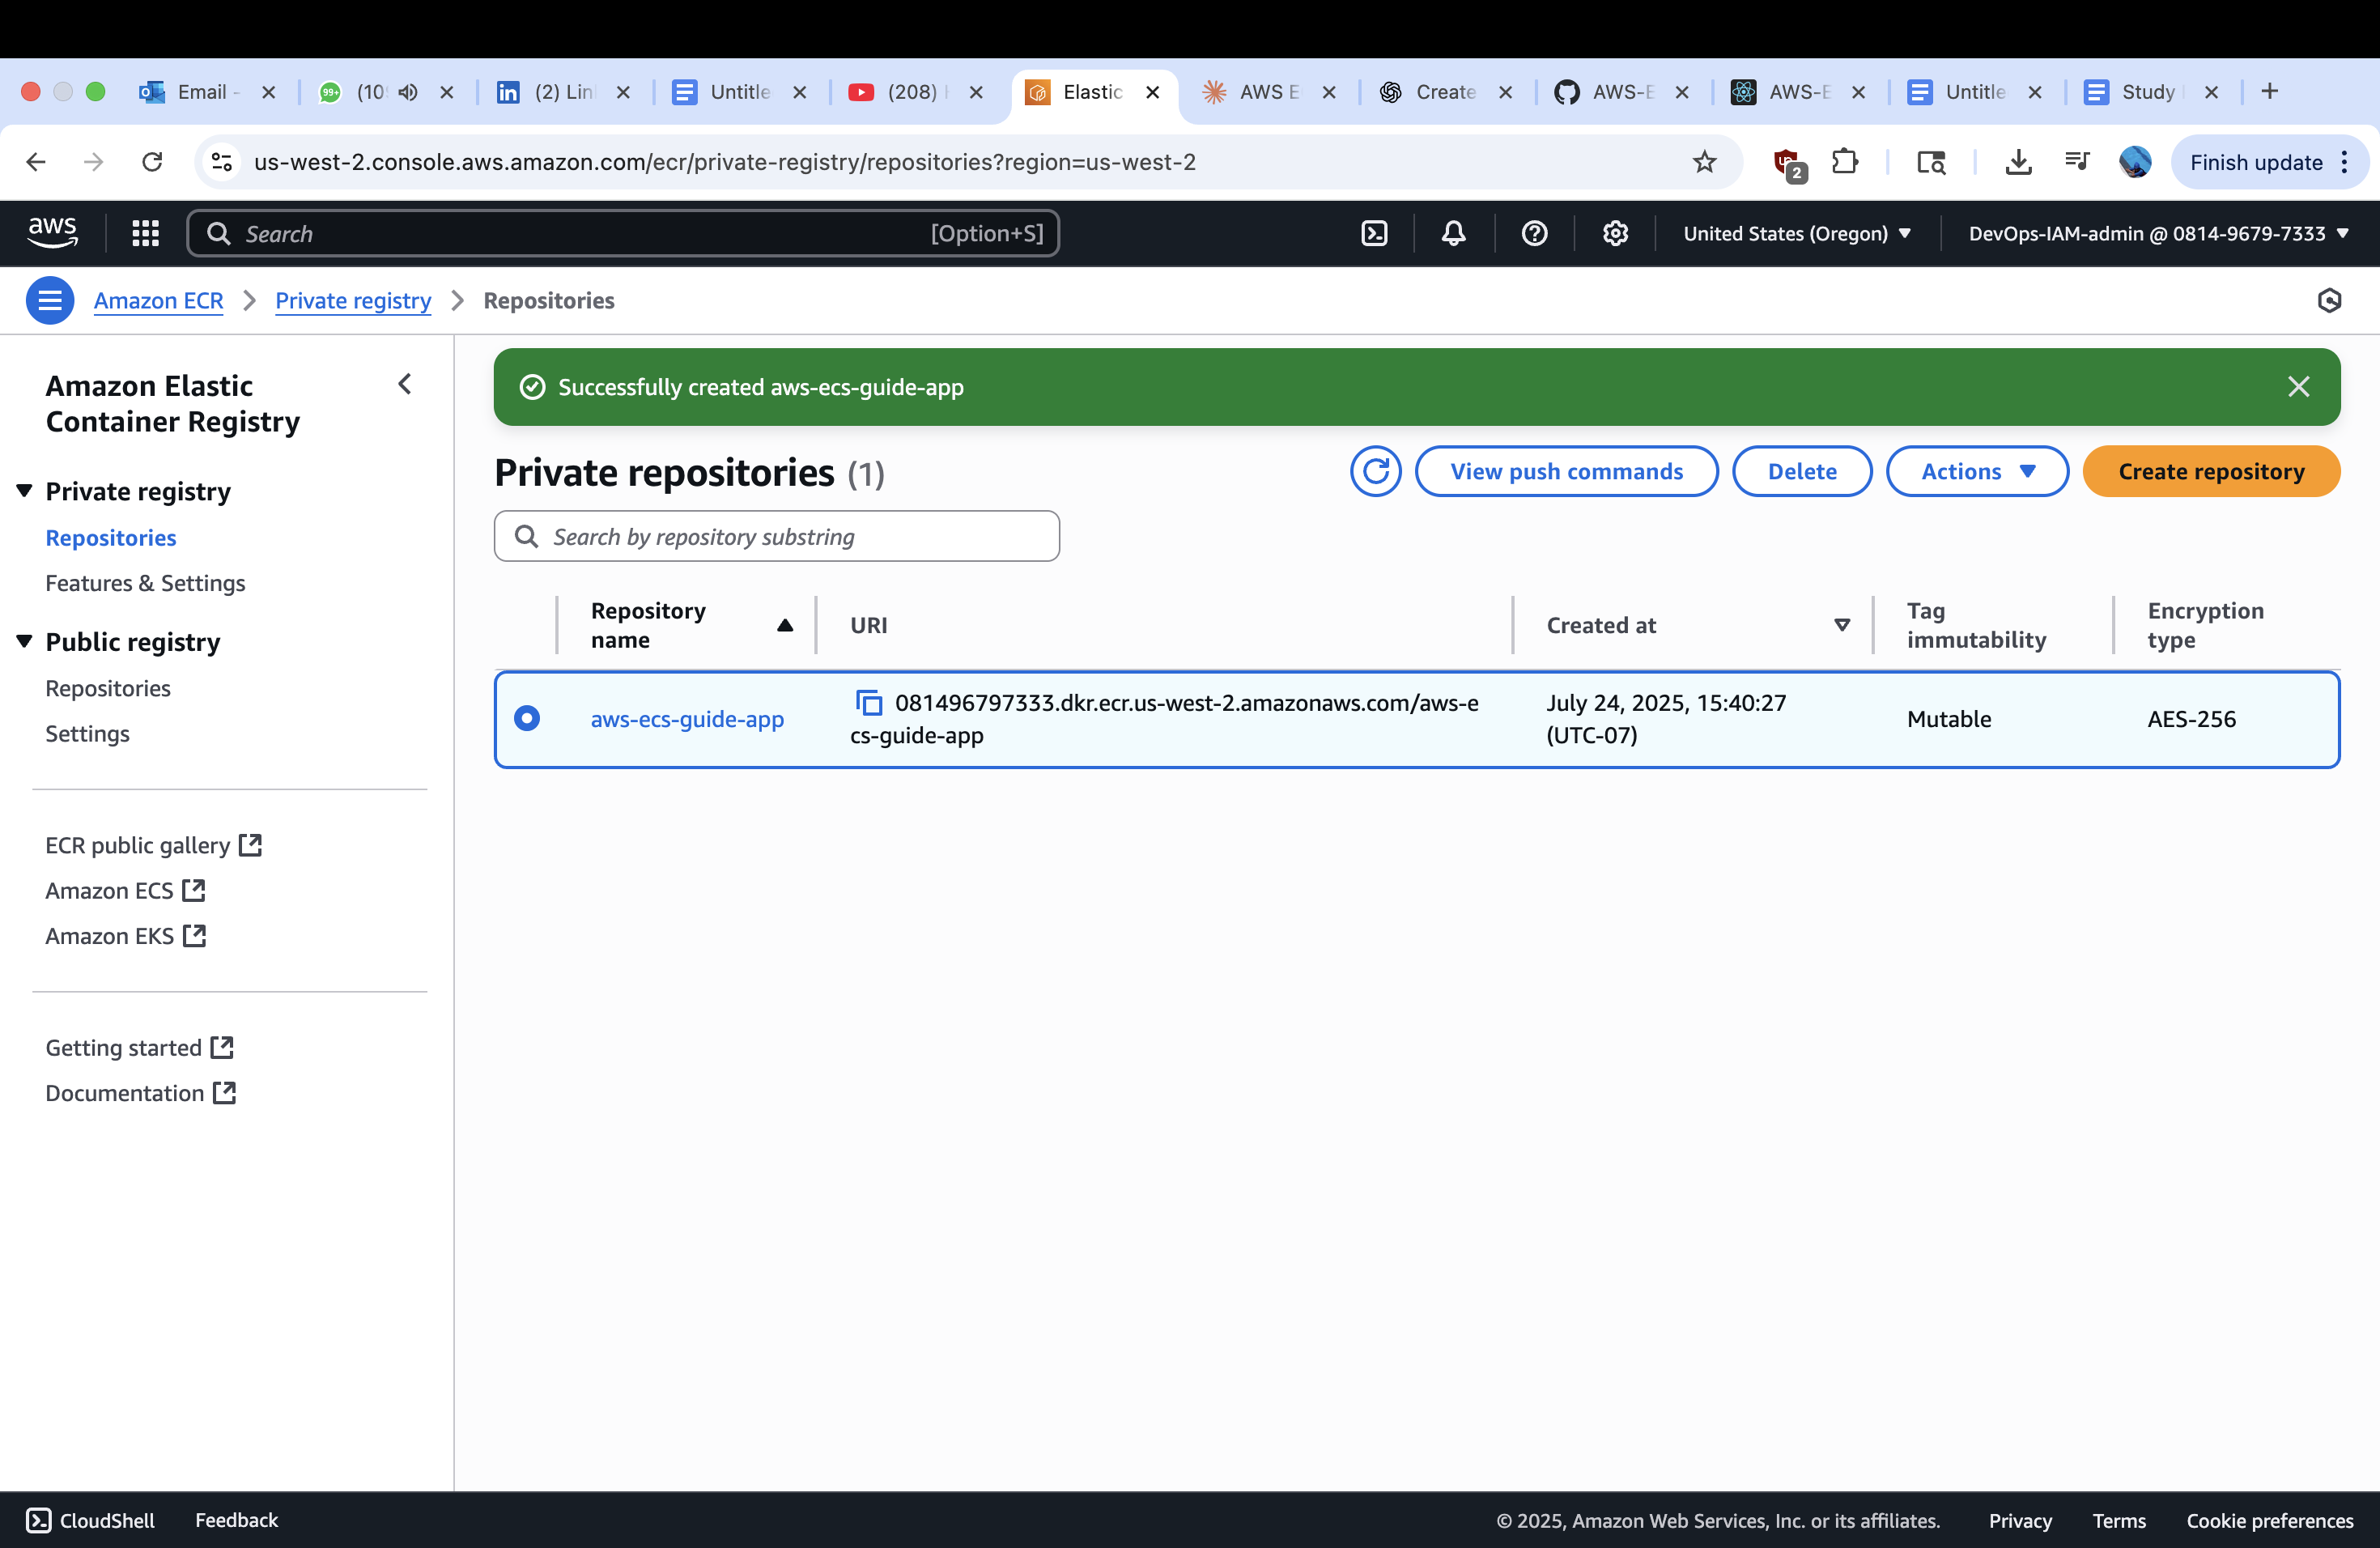 Email -
99+
(10
(2) Lin
Untitle
(208)
Elastic
AWS E
Create
AWS-E
AWS-E
Untitle
Study
us-west-2.console.aws.amazon.com/ecr/private-registry/repositories?region=us-west-2
2
Finish update
aws
Search
[Option+S]
United States (Oregon)
DevOps-IAM-admin @ 0814-9679-7333
Amazon ECR
Private registry
Repositories
Amazon Elastic
Container Registry
Private registry
Repositories
Features & Settings
Public registry
Repositories
Settings
ECR public gallery
Amazon ECS
Amazon EKS
Getting started
Documentation
Successfully created aws-ecs-guide-app
Private repositories (1)
View push commands
Delete
Actions
Create repository
Search by repository substring
Repository
name
URI
Created at
Tag
immutability
Encryption
type
aws-ecs-guide-app
081496797333.dkr.ecr.us-west-2.amazonaws.com/aws-e
cs-guide-app
July 24, 2025, 15:40:27
(UTC-07)
Mutable
AES-256
CloudShell
Feedback
© 2025, Amazon Web Services, Inc. or its affiliates.
Privacy
Terms
Cookie preferences